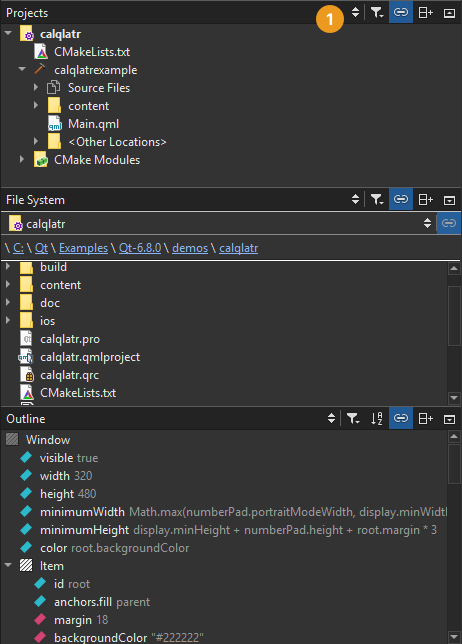 Projects
1
calqlatr
CMakeLists.txt
calqlatrexample
Source Files
content
Main.qml
<Other Locations>
CMake Modules
File System
calqlatr
\ C: \ Qt \ Examples \ Qt-6.8.0 \ demos \ calqlatr
build
content
doc
ios
calqlatr.pro
calqlatr.qmlproject
calqlatr.qrc
CMakeLists.txt
Outline
Window
visible true
width 320
height 480
minimumWidth Math.max(numberPad.portraitModeWidth, display.minWidt
minimumHeight display.minHeight + numberPad.height + root.margin * 3
color root.backgroundColor
Item
id root
anchors.fill parent
margin 18
backgroundColor "#222222"